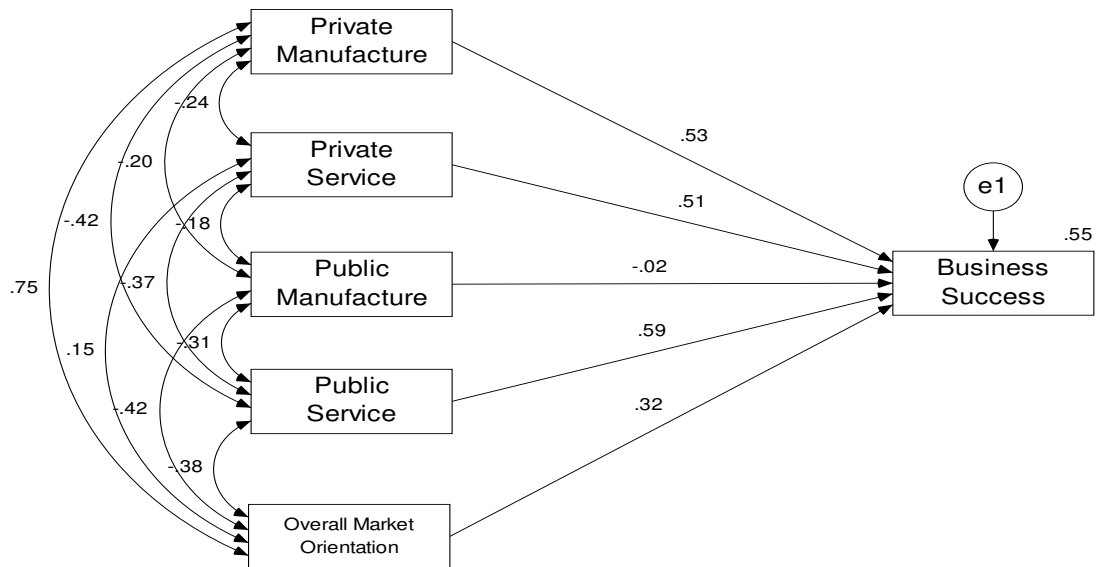 Private
Manufacture
-.24
.53
-.20
Private
Service
e1
.51
-.42
-.18
.55
Public
Manufacture
-.02
Business
Success
.75
-.37
-.31
.59
.15
Public
Service
-.42
.32
-.38
Overall Market
Orientation